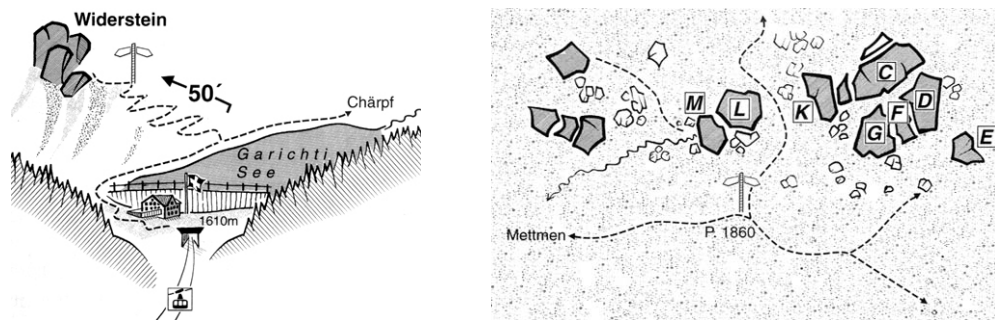 Widerstein
50´
Chärpf
Garichti
See
1610m
M
L
K
C
D
F
G
E
Mettmen
P. 1860